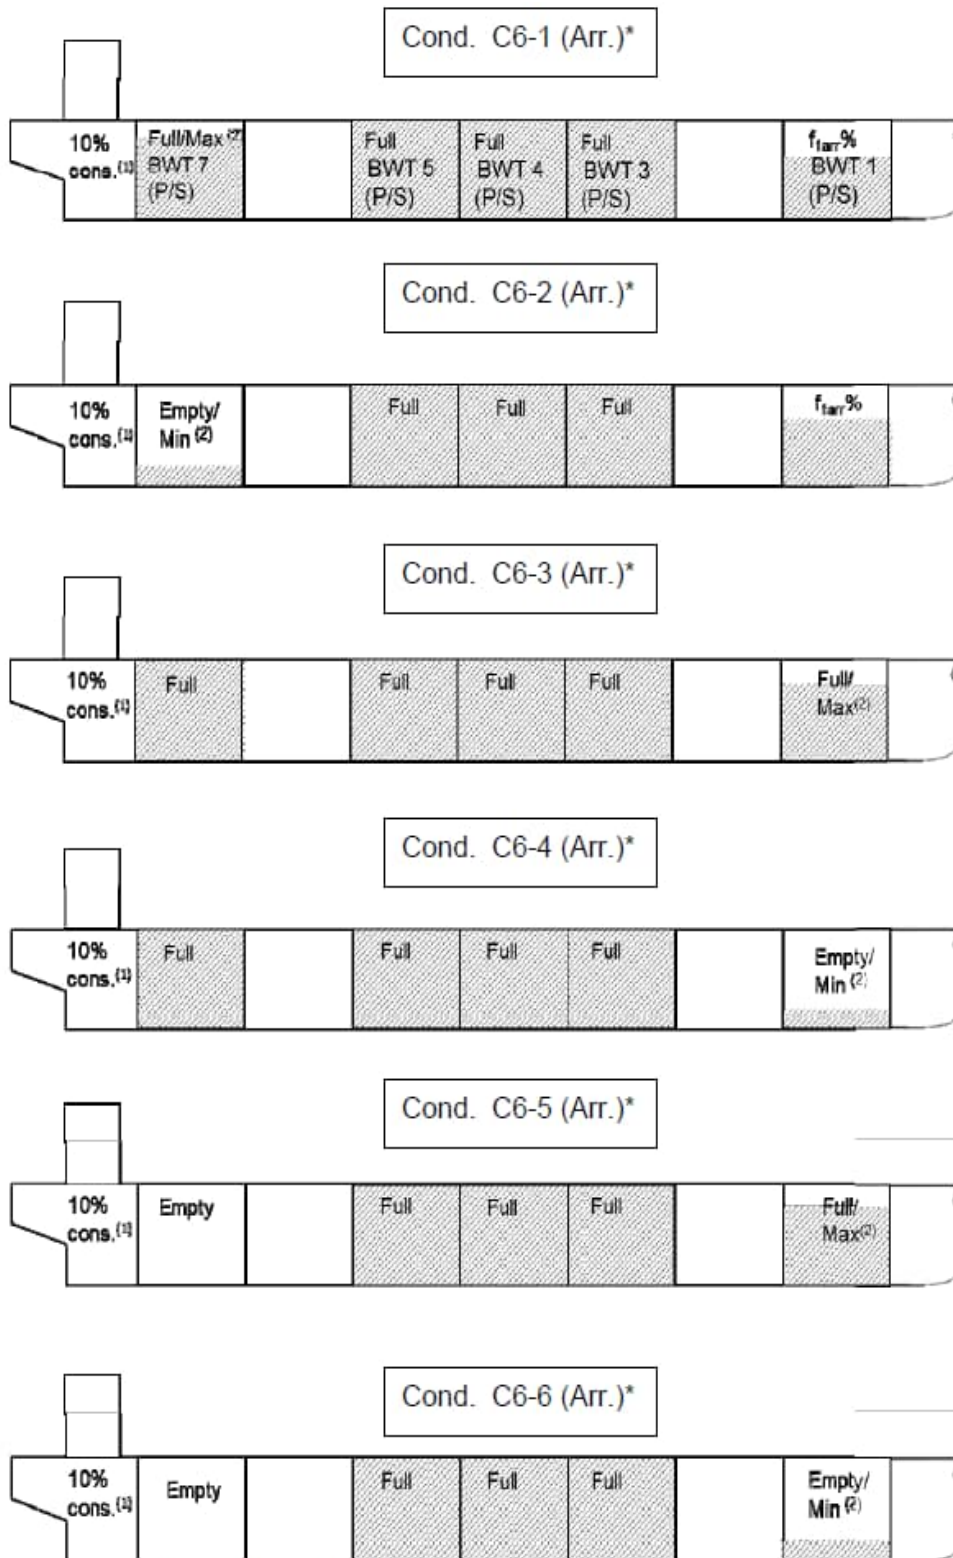 Cond. C6-1 (Arr.)*
10%
cons.(1)
Full/Max (2)
BWT 7
(P/S)
Full
BWT 5
(P/S)
Full
BWT 4
(P/S)
Full
BWT 3
(P/S)
f1arr%
BWT 1
(P/S)
Cond. C6-2 (Arr.)*
10%
cons.(1)
Empty/
Min (2)
Full
Full
Full
f1arr%
Cond. C6-3 (Arr.)*
10%
cons.(1)
Full
Full
Full
Full
Full/
Max(2)
Cond. C6-4 (Arr.)*
10%
cons.(1)
Full
Full
Full
Full
Empty/
Min (2)
Cond. C6-5 (Arr.)*
10%
cons.(1)
Empty
Full
Full
Full
Full/
Max(2)
Cond. C6-6 (Arr.)*
10%
cons.(1)
Empty
Full
Full
Full
Empty/
Min (2)